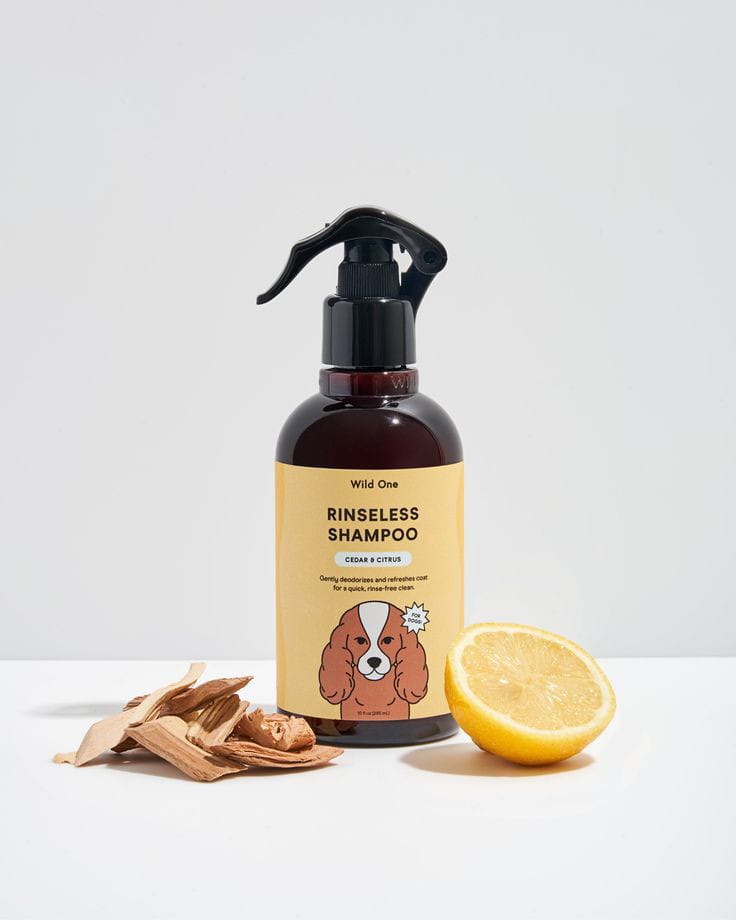 Wild One
RINSELESS
SHAMPOO
CEDAR & CITRUS
Gently deodorizes and refreshes coat
for a quick, rinse-free clean.
FOR
DOGS!